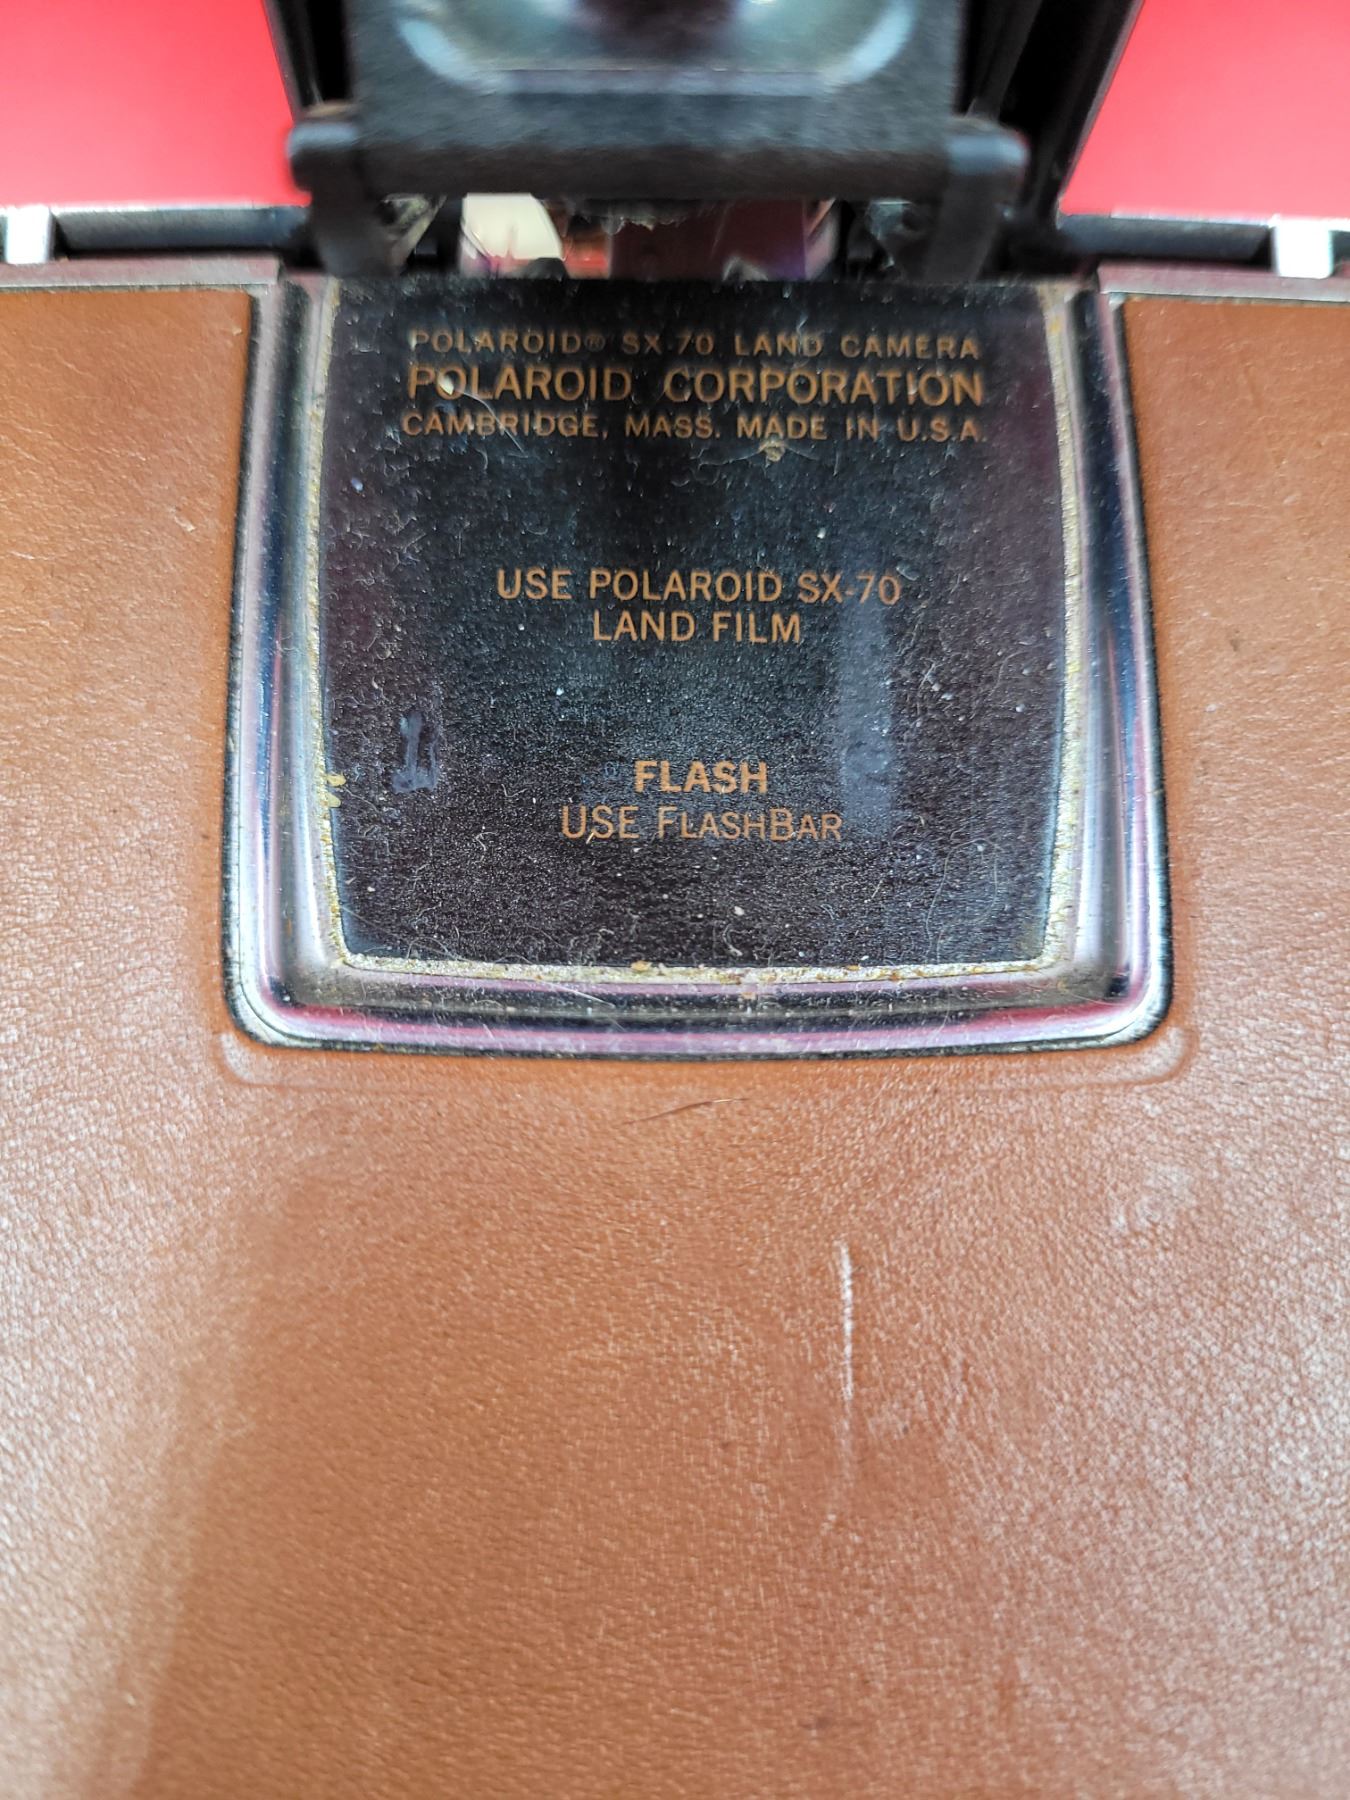 POLAROID® SX-70 LAND CAMERA
POLAROID CORPORATION
CAMBRIDGE, MASS. MADE IN U.S.A.
USE POLAROID SX-70
LAND FILM
FLASH
USE FLASHBAR